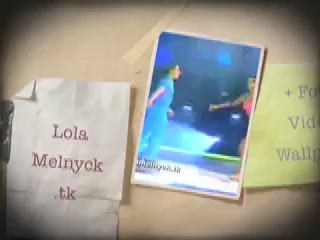 Lola
Melnyck
.tk
+ Fo
Vid
Wallp